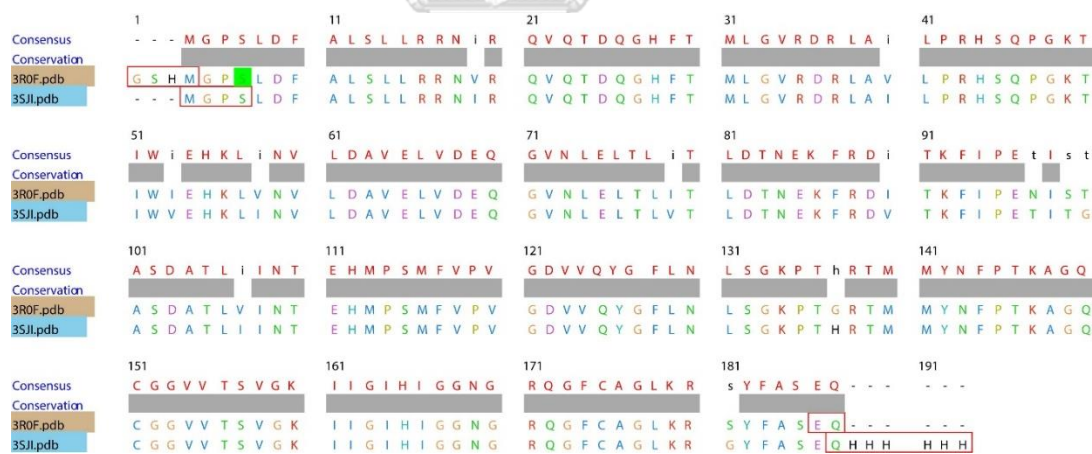 1 11 21 31 41
Consensus - - - M G P S L D F A L S L L R R N i R Q V Q T D Q G H F T M L G V R D R L A i L P R H S Q P G K T
Conservation
3R0F.pdb G S H M G P S L D F A L S L L R R N V R Q V Q T D Q G H F T M L G V R D R L A V L P R H S Q P G K T
3SJI.pdb - - - M G P S L D F A L S L L R R N I R Q V Q T D Q G H F T M L G V R D R L A I L P R H S Q P G K T
51 61 71 81 91
Consensus I W i E H K L i N V L D A V E L V D E Q G V N L E L T L i T L D T N E K F R D i T K F I P E t I s t
Conservation
3R0F.pdb I W I E H K L V N V L D A V E L V D E Q G V N L E L T L I T L D T N E K F R D I T K F I P E N I S T
3SJI.pdb I W V E H K L I N V L D A V E L V D E Q G V N L E L T L V T L D T N E K F R D V T K F I P E T I T G
101 111 121 131 141
Consensus A S D A T L i I N T E H M P S M F V P V G D V V Q Y G F L N L S G K P T h R T M M Y N F P T K A G Q
Conservation
3R0F.pdb A S D A T L V I N T E H M P S M F V P V G D V V Q Y G F L N L S G K P T G R T M M Y N F P T K A G Q
3SJI.pdb A S D A T L I I N T E H M P S M F V P V G D V V Q Y G F L N L S G K P T H R T M M Y N F P T K A G Q
151 161 171 181 191
Consensus C G G V V T S V G K I I G I H I G G N G R Q G F C A G L K R s Y F A S E Q - - - - - -
Conservation
3R0F.pdb C G G V V T S V G K I I G I H I G G N G R Q G F C A G L K R S Y F A S E Q - - - - - -
3SJI.pdb C G G V V T S V G K I I G I H I G G N G R Q G F C A G L K R G Y F A S E Q H H H H H H